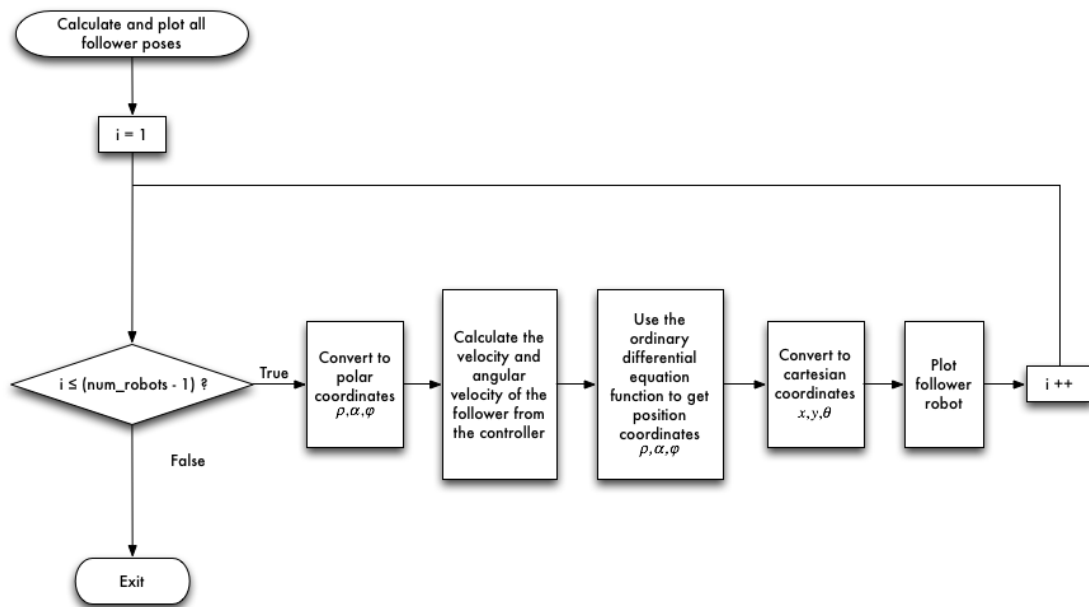 Calculate and plot all
follower poses
i = 1
i ≤ (num_robots - 1) ?
True
False
Exit
Convert to
polar
coordinates
ρ,α,φ
Calculate the
velocity and
angular
velocity of the
follower from
the controller
Use the
ordinary
differential
equation
function to get
position
coordinates
ρ,α,φ
Convert to
cartesian
coordinates
x,y,θ
Plot
follower
robot
i ++